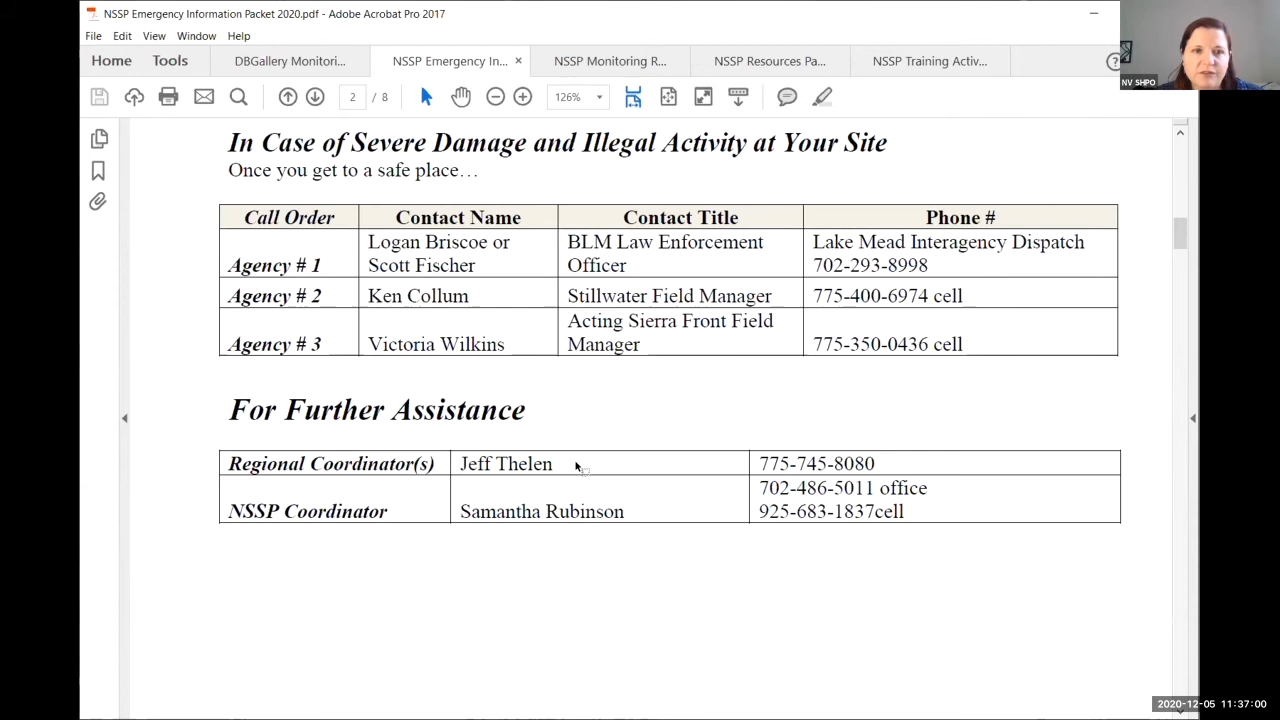 NSSP Emergency Information Packet 2020.pdf - Adobe Acrobat Pro 2017
File Edit View Window Help
Home Tools DBGallery Monitori... NSSP Emergency In... × NSSP Monitoring R... NSSP Resources Pa... NSSP Training Activ...
2 / 8 126%
NV SHPO
In Case of Severe Damage and Illegal Activity at Your Site
Once you get to a safe place…
Call Order Contact Name Contact Title Phone #
Logan Briscoe or BLM Law Enforcement Lake Mead Interagency Dispatch
Agency # 1 Scott Fischer Officer 702-293-8998
Agency # 2 Ken Collum Stillwater Field Manager 775-400-6974 cell
Acting Sierra Front Field
Agency # 3 Victoria Wilkins Manager 775-350-0436 cell
For Further Assistance
Regional Coordinator(s) Jeff Thelen 775-745-8080
702-486-5011 office
NSSP Coordinator Samantha Rubinson 925-683-1837cell
2020-12-05 11:37:00